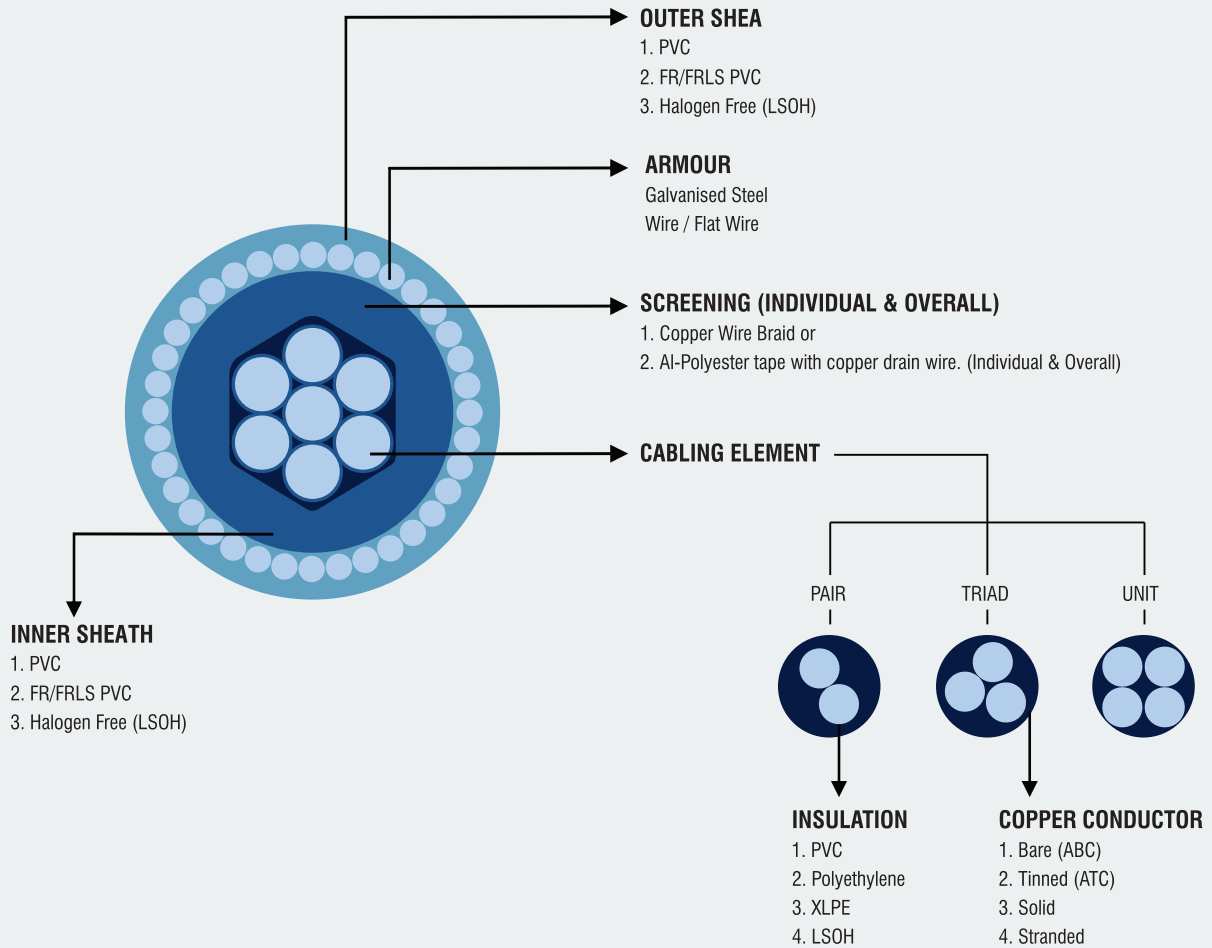 OUTER SHEA
1. PVC
2. FR/FRLS PVC
3. Halogen Free (LSOH)
ARMOUR
Galvanised Steel
Wire / Flat Wire
SCREENING (INDIVIDUAL & OVERALL)
1. Copper Wire Braid or
2. Al-Polyester tape with copper drain wire. (Individual & Overall)
CABLING ELEMENT
INNER SHEATH
1. PVC
2. FR/FRLS PVC
3. Halogen Free (LSOH)
PAIR
TRIAD
UNIT
INSULATION
1. PVC
2. Polyethylene
3. XLPE
4. LSOH
COPPER CONDUCTOR
1. Bare (ABC)
2. Tinned (ATC)
3. Solid
4. Stranded